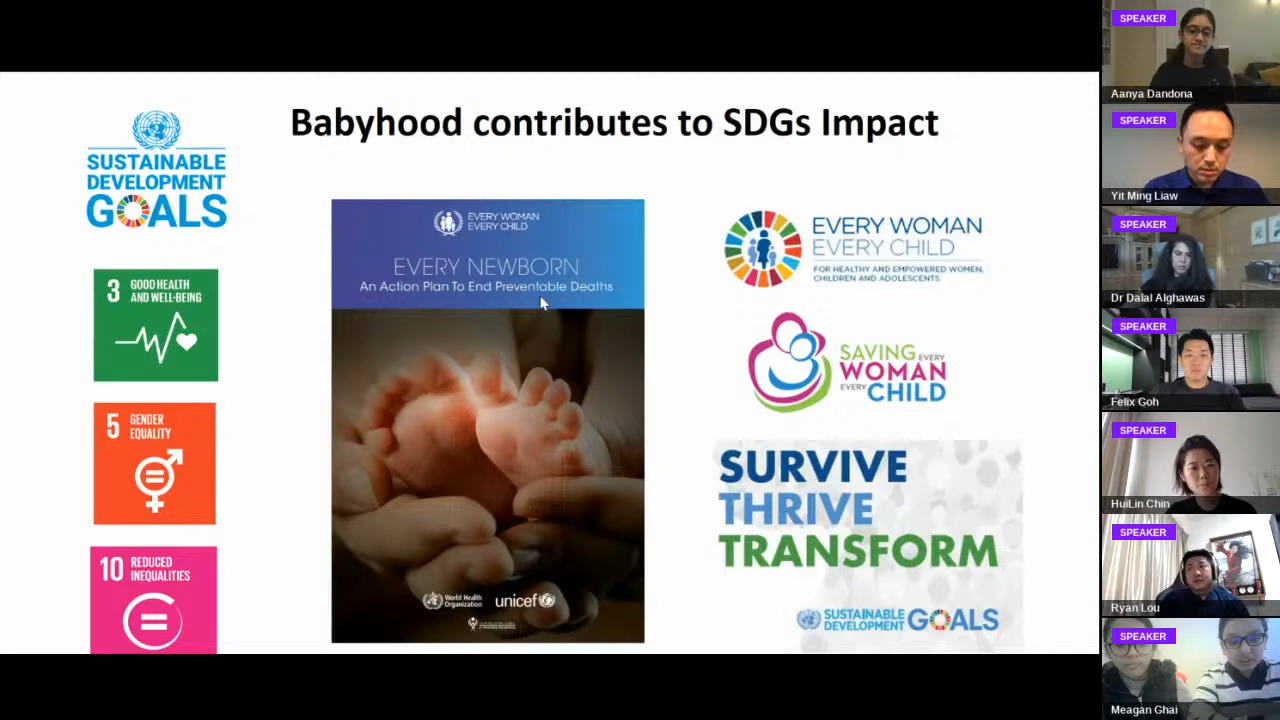 Babyhood contributes to SDGs Impact
SUSTAINABLE
DEVELOPMENT
GOALS
3 GOOD HEALTH
AND WELL-BEING
5 GENDER
EQUALITY
10 REDUCED
INEQUALITIES
EVERY WOMAN
EVERY CHILD
EVERY NEWBORN
An Action Plan To End Preventable Deaths
World Health
Organization
unicef
EVERY WOMAN
EVERY CHILD
FOR HEALTHY AND EMPOWERED WOMEN,
CHILDREN AND ADOLESCENTS
SAVING EVERY
WOMAN
EVERY CHILD
SURVIVE
THRIVE
TRANSFORM
SUSTAINABLE
DEVELOPMENT
GOALS
SPEAKER
Aanya Dandona
SPEAKER
Yit Ming Liaw
SPEAKER
Dr Dalal Alghawas
SPEAKER
Felix Goh
SPEAKER
HuiLin Chin
SPEAKER
Ryan Lou
SPEAKER
Meagan Ghai